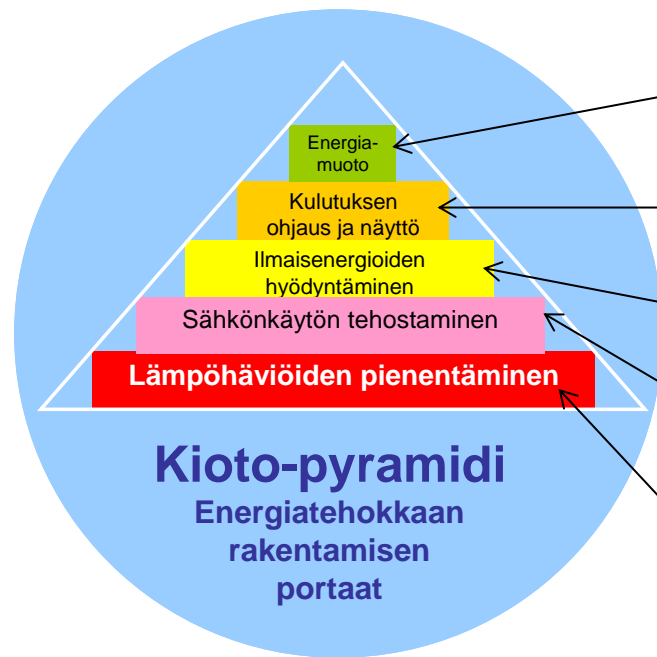 Energia-
muoto
Kulutuksen
ohjaus ja näyttö
Ilmaisenergioiden
hyödyntäminen
Sähkönkäytön tehostaminen
Lämpöhäviöiden pienentäminen
Kioto-pyramidi
Energiatehokkaan
rakentamisen
portaat